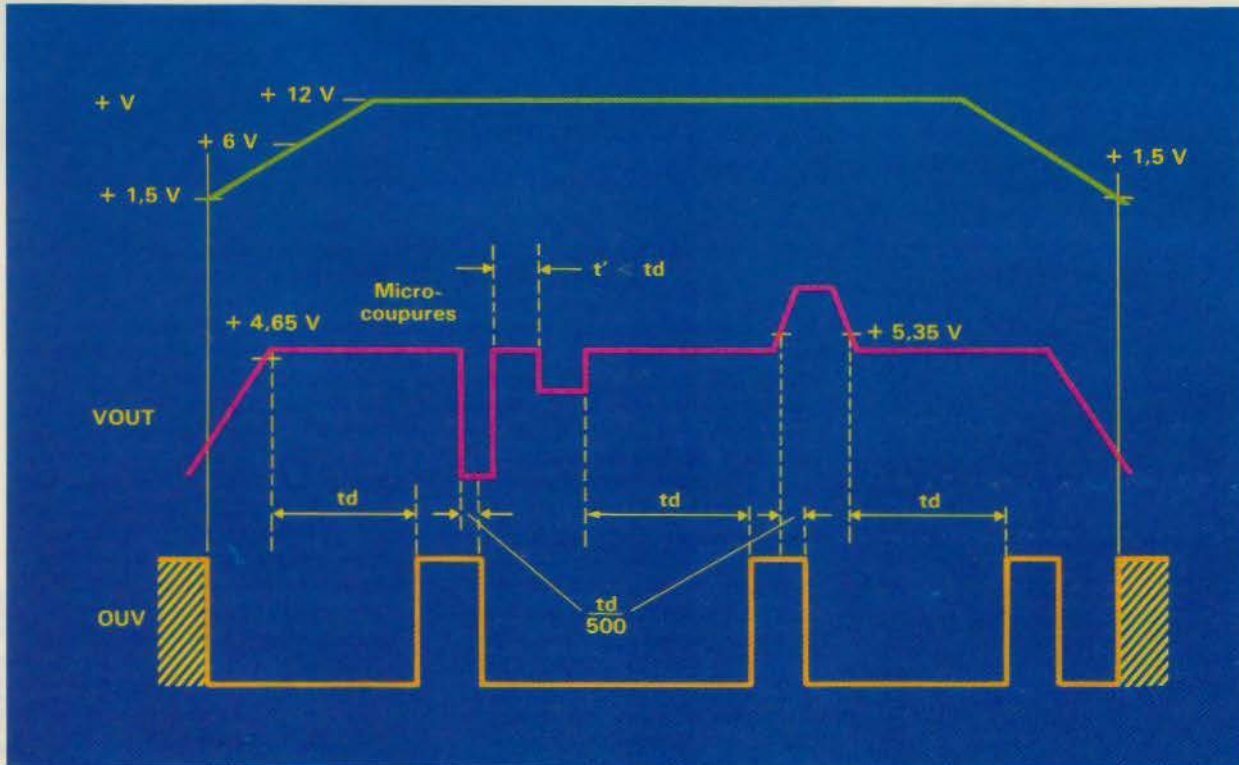 + V
+ 12 V
+ 6 V
+ 1,5 V
+ 1,5 V
t' < td
Micro-
coupures
+ 4,65 V
+ 5,35 V
VOUT
td
td
td
td
500
OUV